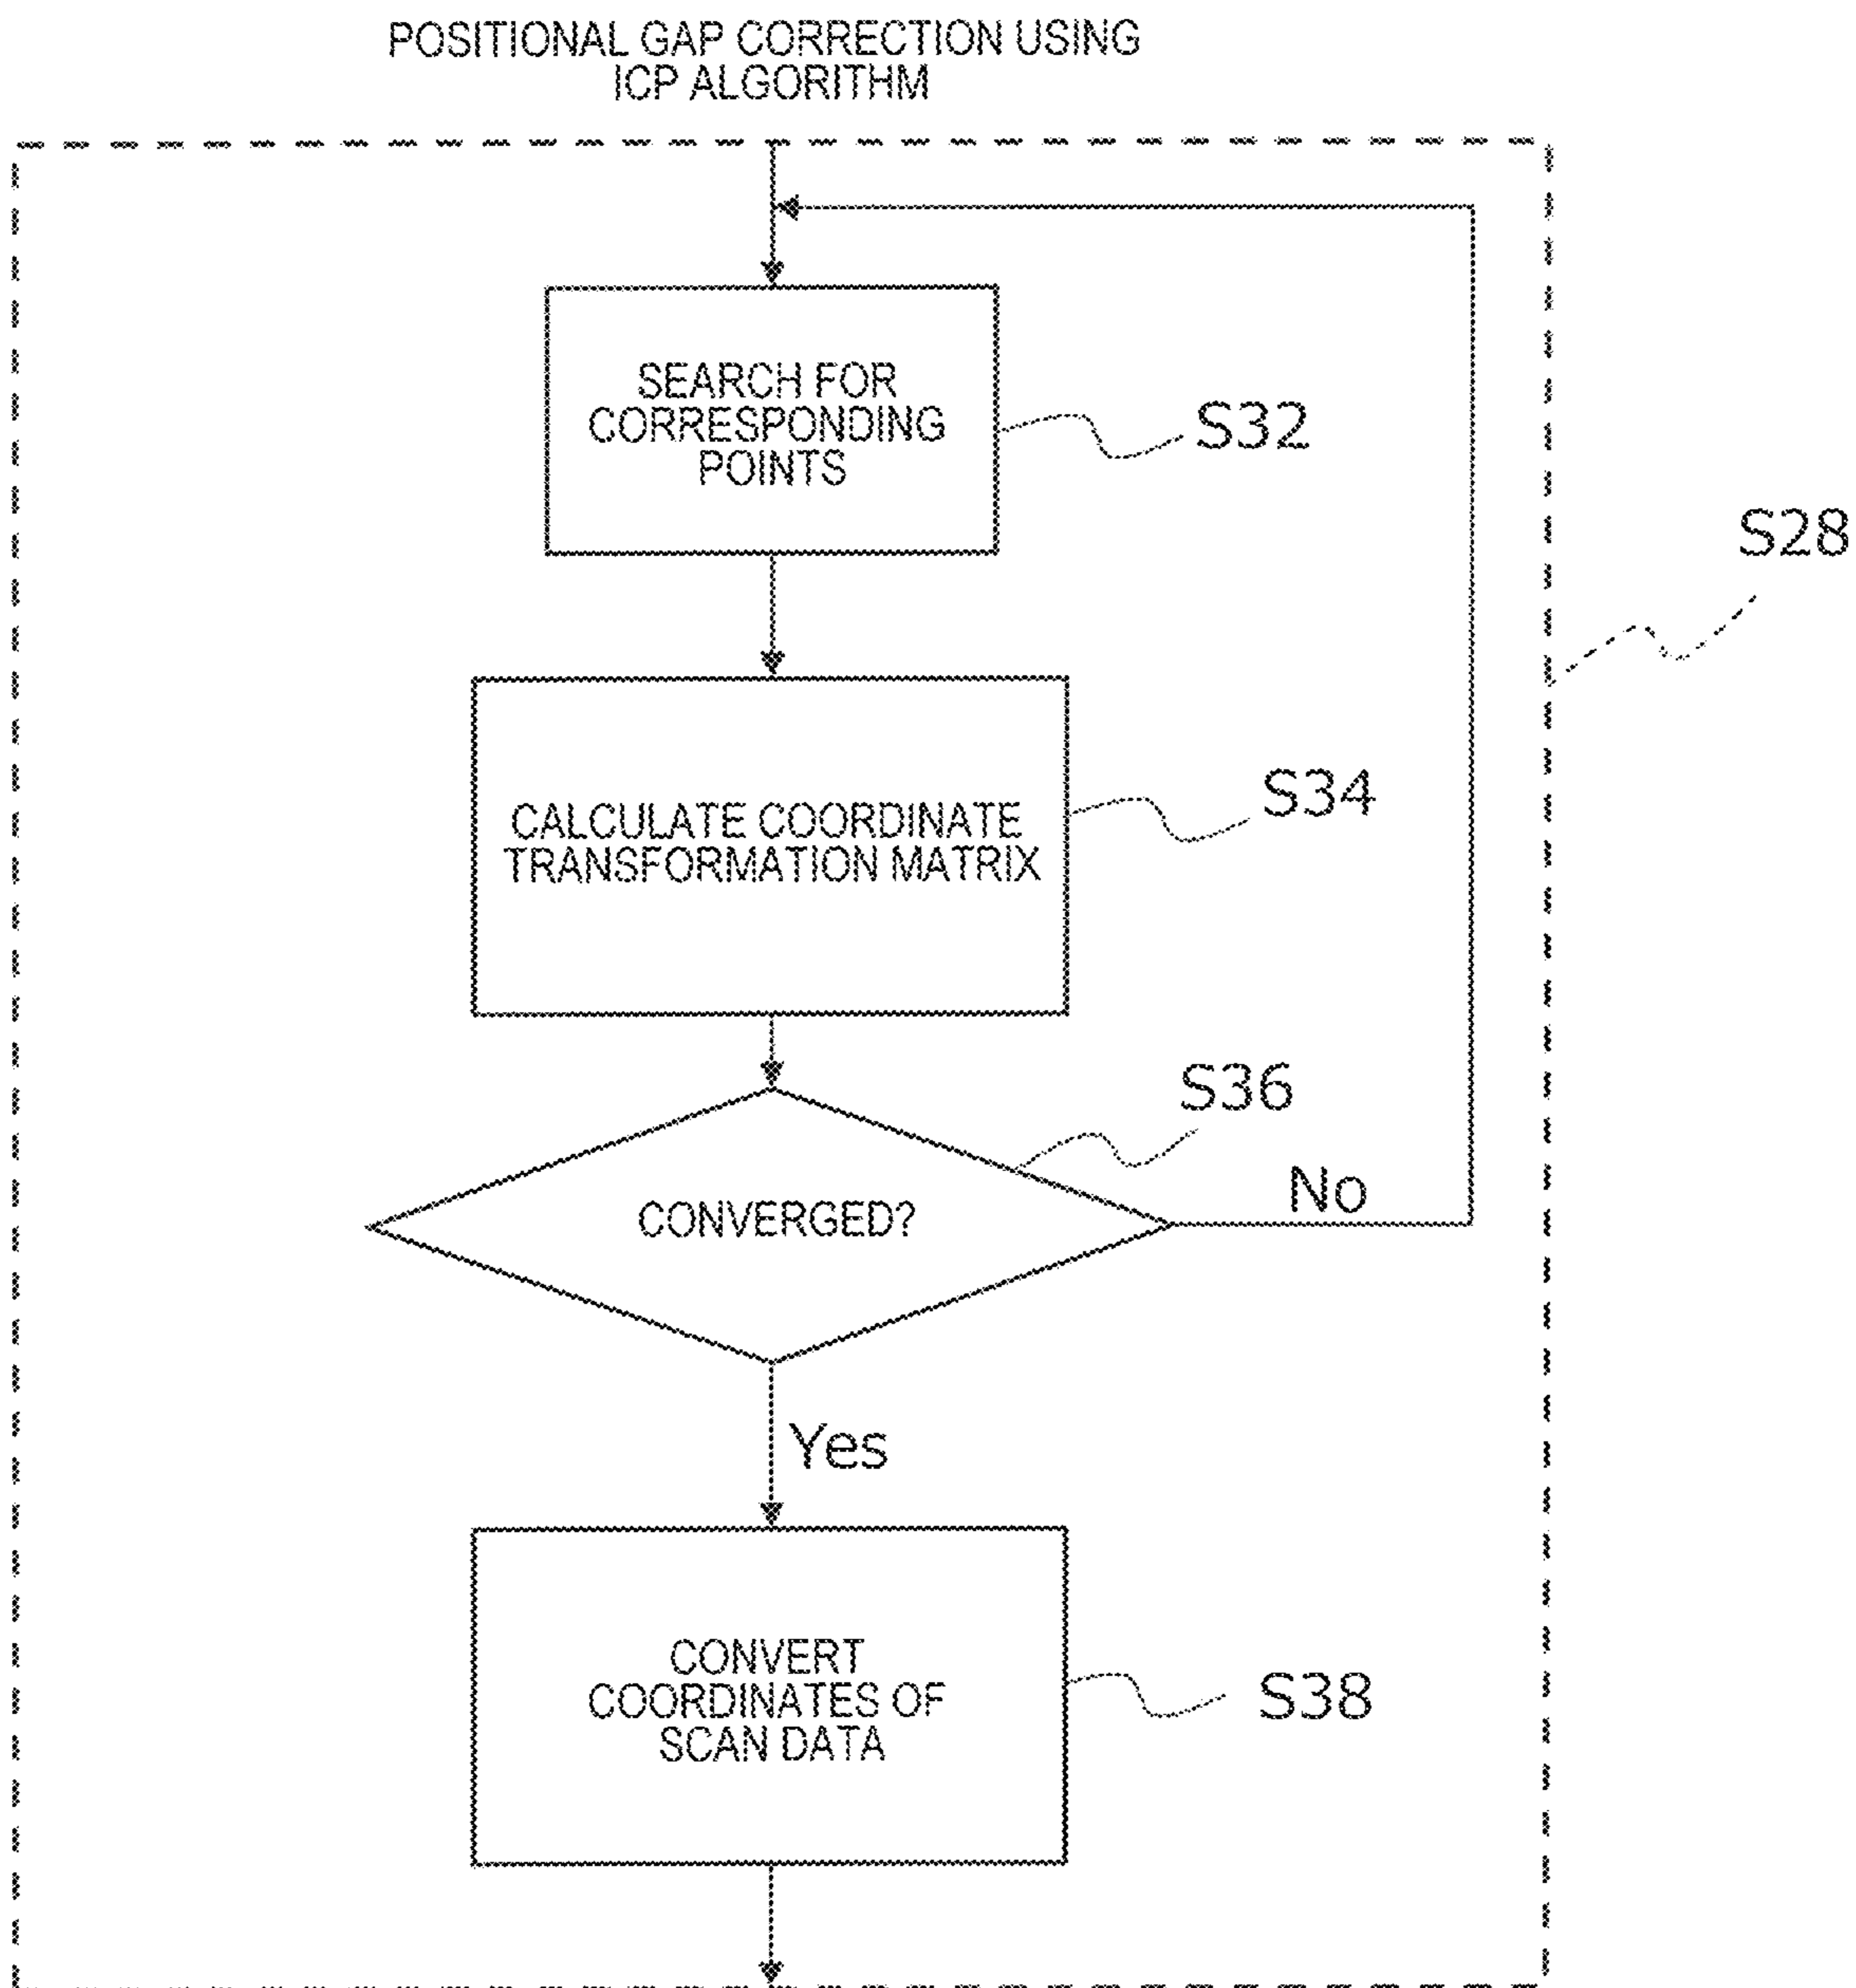 POSITIONAL GAP CORRECTION USING
ICP ALGORITHM
SEARCH FOR
CORRESPONDING
POINTS
S32
S28
CALCULATE COORDINATE
TRANSFORMATION MATRIX
S34
S36
CONVERGED?
No
Yes
CONVERT
COORDINATES OF
SCAN DATA
S38